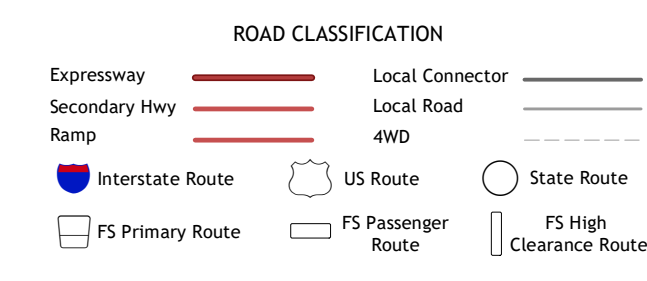 ROAD CLASSIFICATION
Expressway
Local Connector
Secondary Hwy
Local Road
Ramp
4WD
Interstate Route
US Route
State Route
FS Primary Route
FS Passenger
Route
FS High
Clearance Route